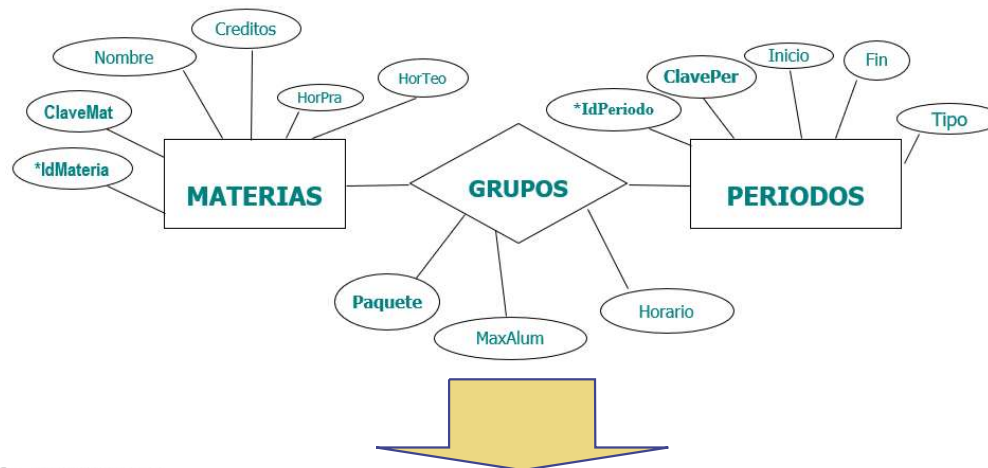 Creditos
Nombre
HorPra
HorTeo
ClaveMat
*IdMateria
MATERIAS
GRUPOS
Paquete
MaxAlum
Horario
ClavePer
Inicio
Fin
*IdPeriodo
Tipo
PERIODOS